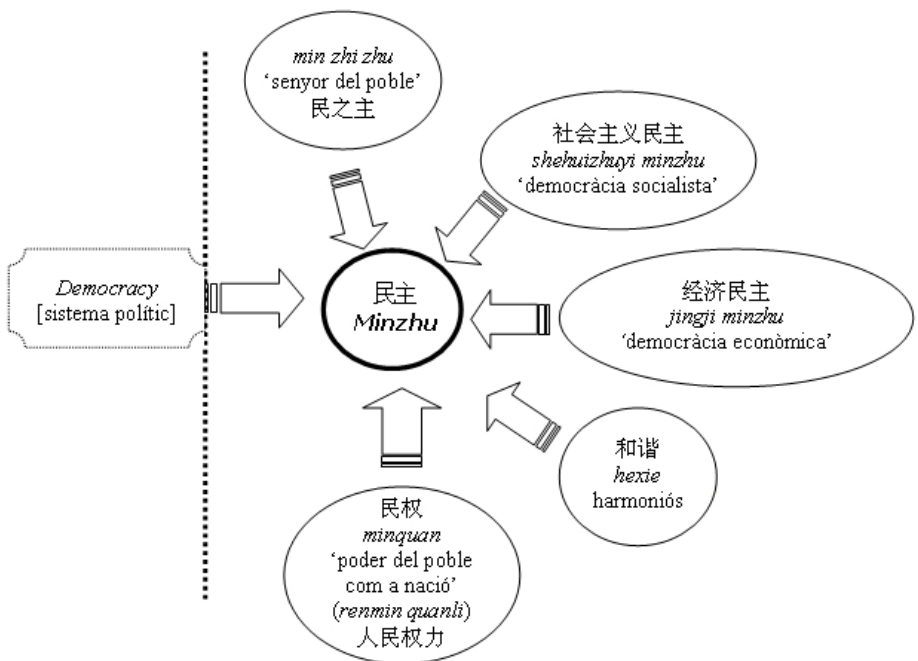 min zhi zhu
‘senyor del poble’
民之主
社会主义民主
shehuizhuyi minzhu
‘democràcia socialista’
Democracy
[sistema polític]
民主
Minzhu
经济民主
jingji minzhu
‘democràcia econòmica’
和谐
hexie
harmoniós
民权
minquan
‘poder del poble
com a nació’
(renmin quanli)
人民权力